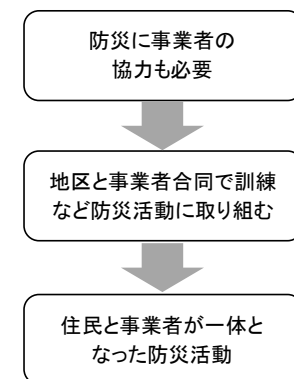 防災に事業者の
協力も必要
地区と事業者合同で訓練
など防災活動に取り組む
住民と事業者が一体と
なった防災活動